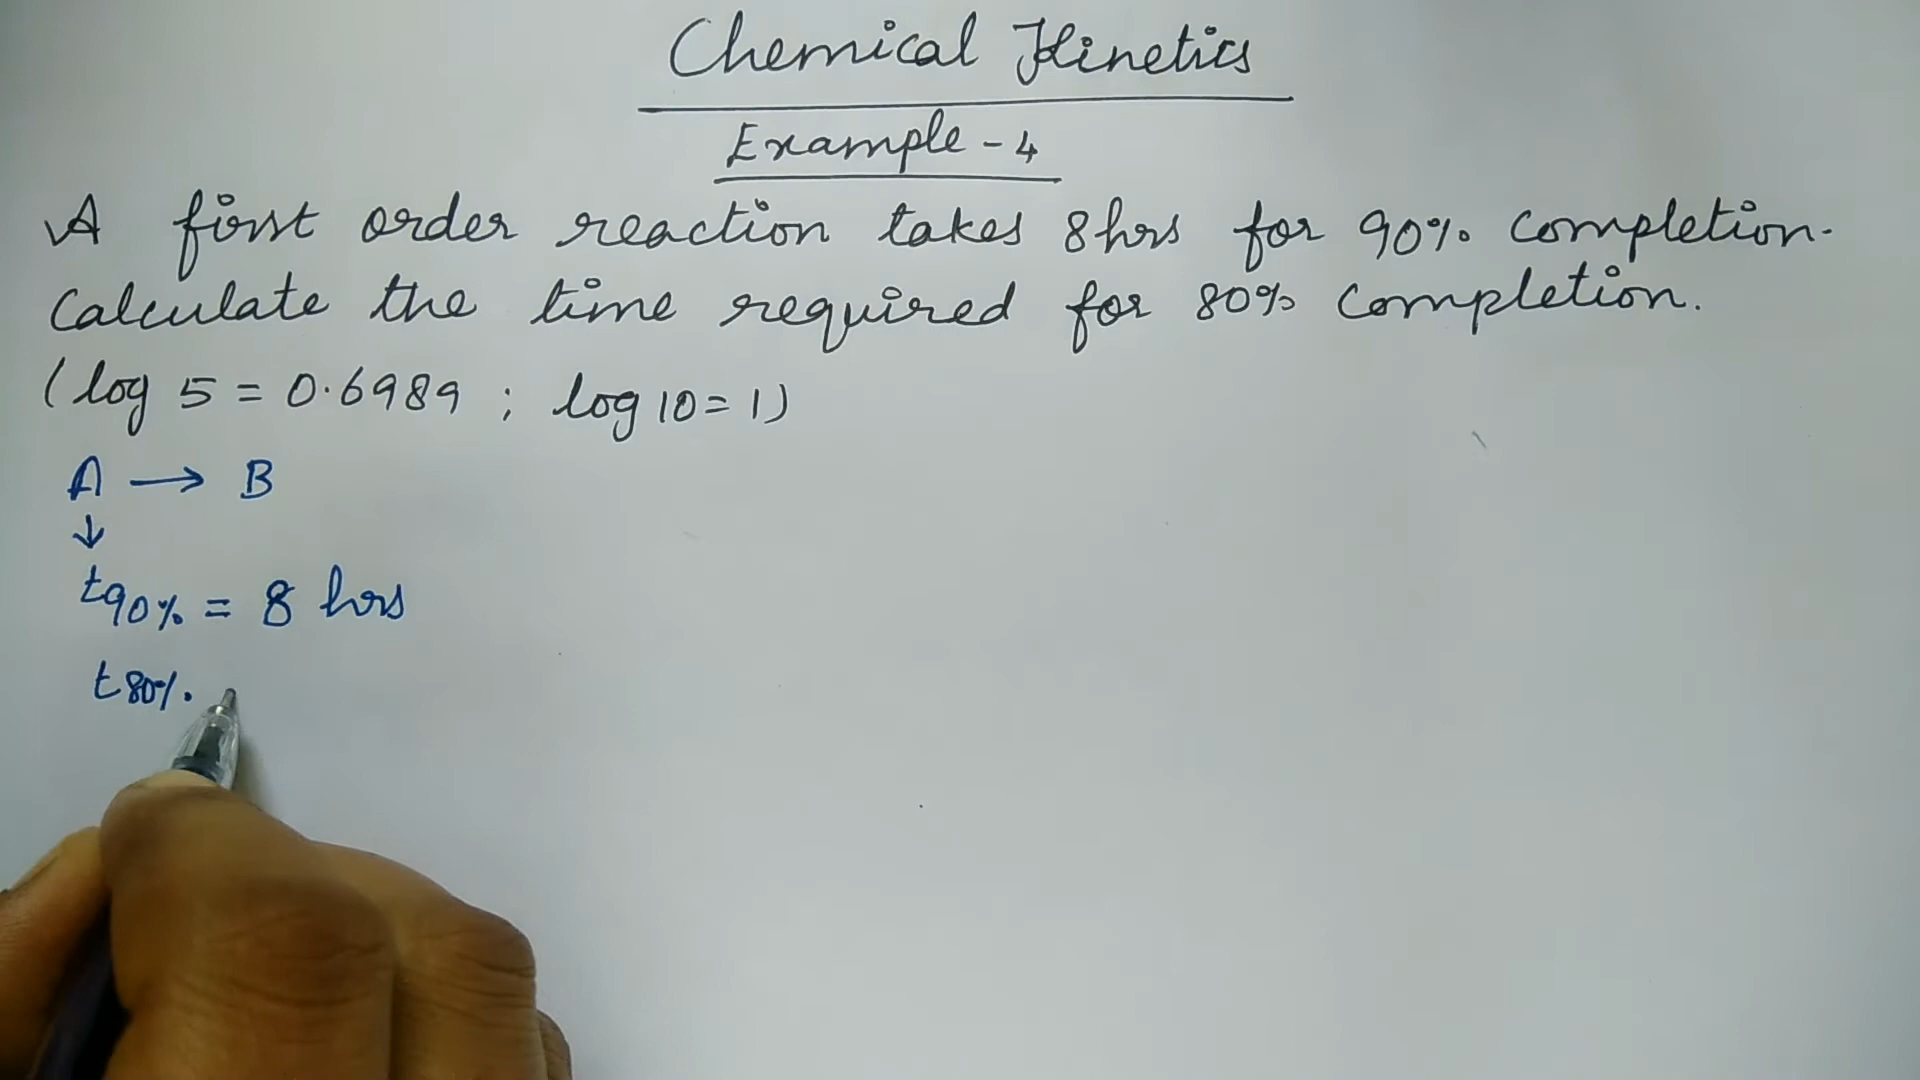 Chemical Kinetics
Example - 4
A first order reaction takes 8hrs for 90% completion.
Calculate the time required for 80% completion.
(log 5 = 0.6989 ; log 10 = 1)
A → B
↓
t90% = 8 hrs
t80%